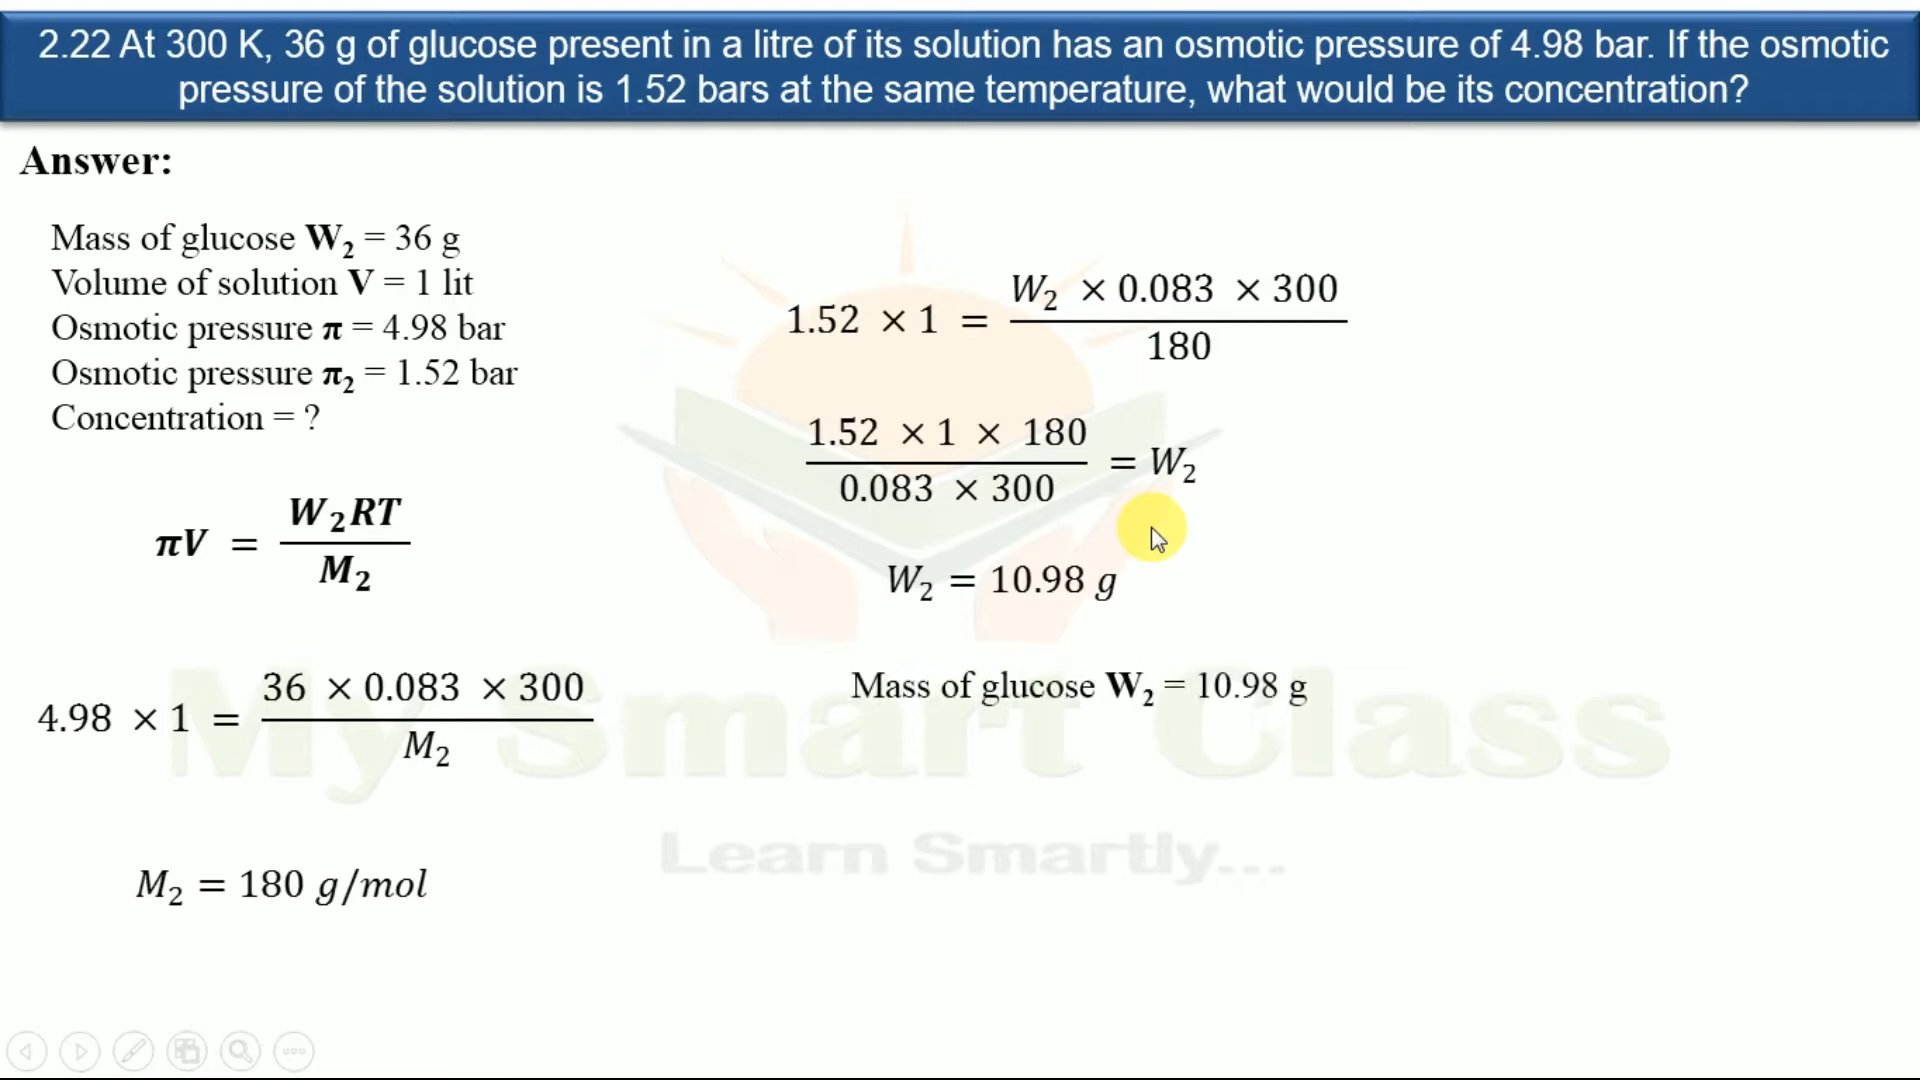 2.22 At 300 K, 36 g of glucose present in a litre of its solution has an osmotic pressure of 4.98 bar. If the osmotic
pressure of the solution is 1.52 bars at the same temperature, what would be its concentration?
Answer:
Mass of glucose W₂ = 36 g
Volume of solution V = 1 lit
Osmotic pressure π = 4.98 bar
Osmotic pressure π₂ = 1.52 bar
Concentration = ?
πV = W₂RT / M₂
4.98 × 1 = 36 × 0.083 × 300 / M₂
M₂ = 180 g/mol
1.52 × 1 = W₂ × 0.083 × 300 / 180
1.52 × 1 × 180 / 0.083 × 300 = W₂
W₂ = 10.98 g
Mass of glucose W₂ = 10.98 g
My Smart Class
Learn Smartly...